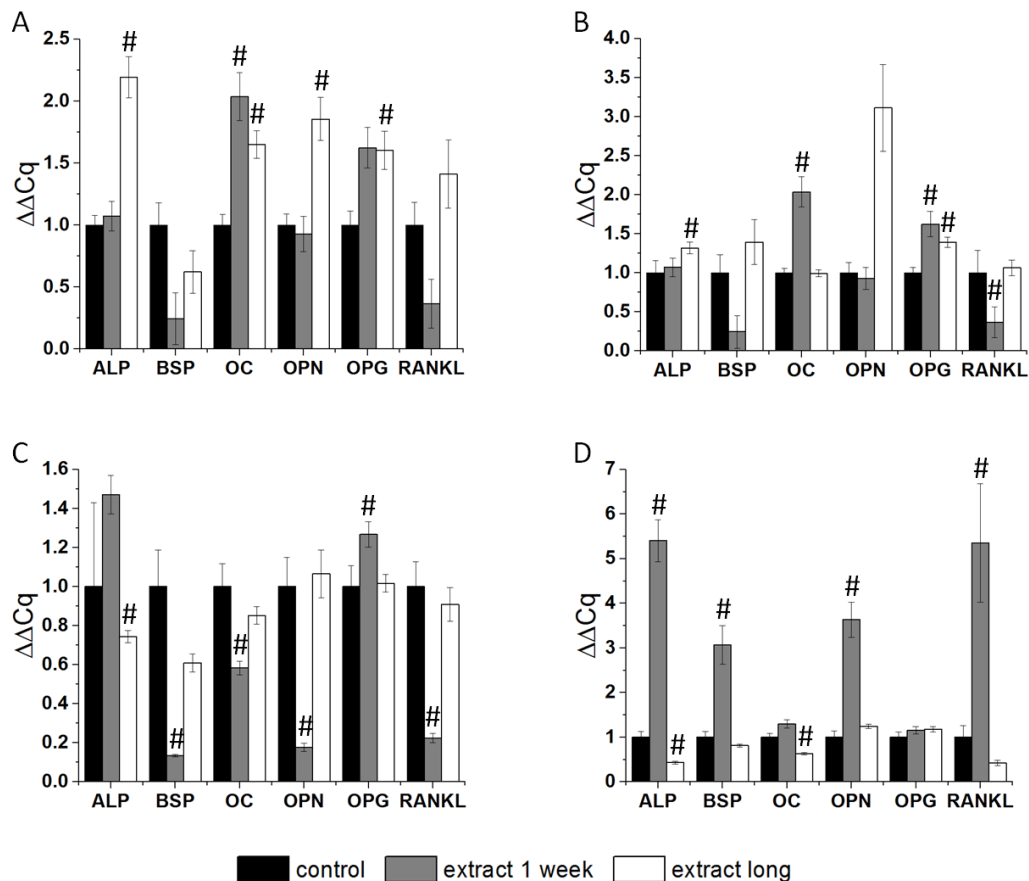 A
ΔΔCq
2.5
2.0
1.5
1.0
0.5
0.0
# # # # #
ALP BSP OC OPN OPG RANKL
B
ΔΔCq
4.0
3.5
3.0
2.5
2.0
1.5
1.0
0.5
0.0
# # # # #
ALP BSP OC OPN OPG RANKL
C
ΔΔCq
1.6
1.4
1.2
1.0
0.8
0.6
0.4
0.2
0.0
# # # # # #
ALP BSP OC OPN OPG RANKL
D
ΔΔCq
7
6
5
4
3
2
1
0
# # # # # #
ALP BSP OC OPN OPG RANKL
control extract 1 week extract long